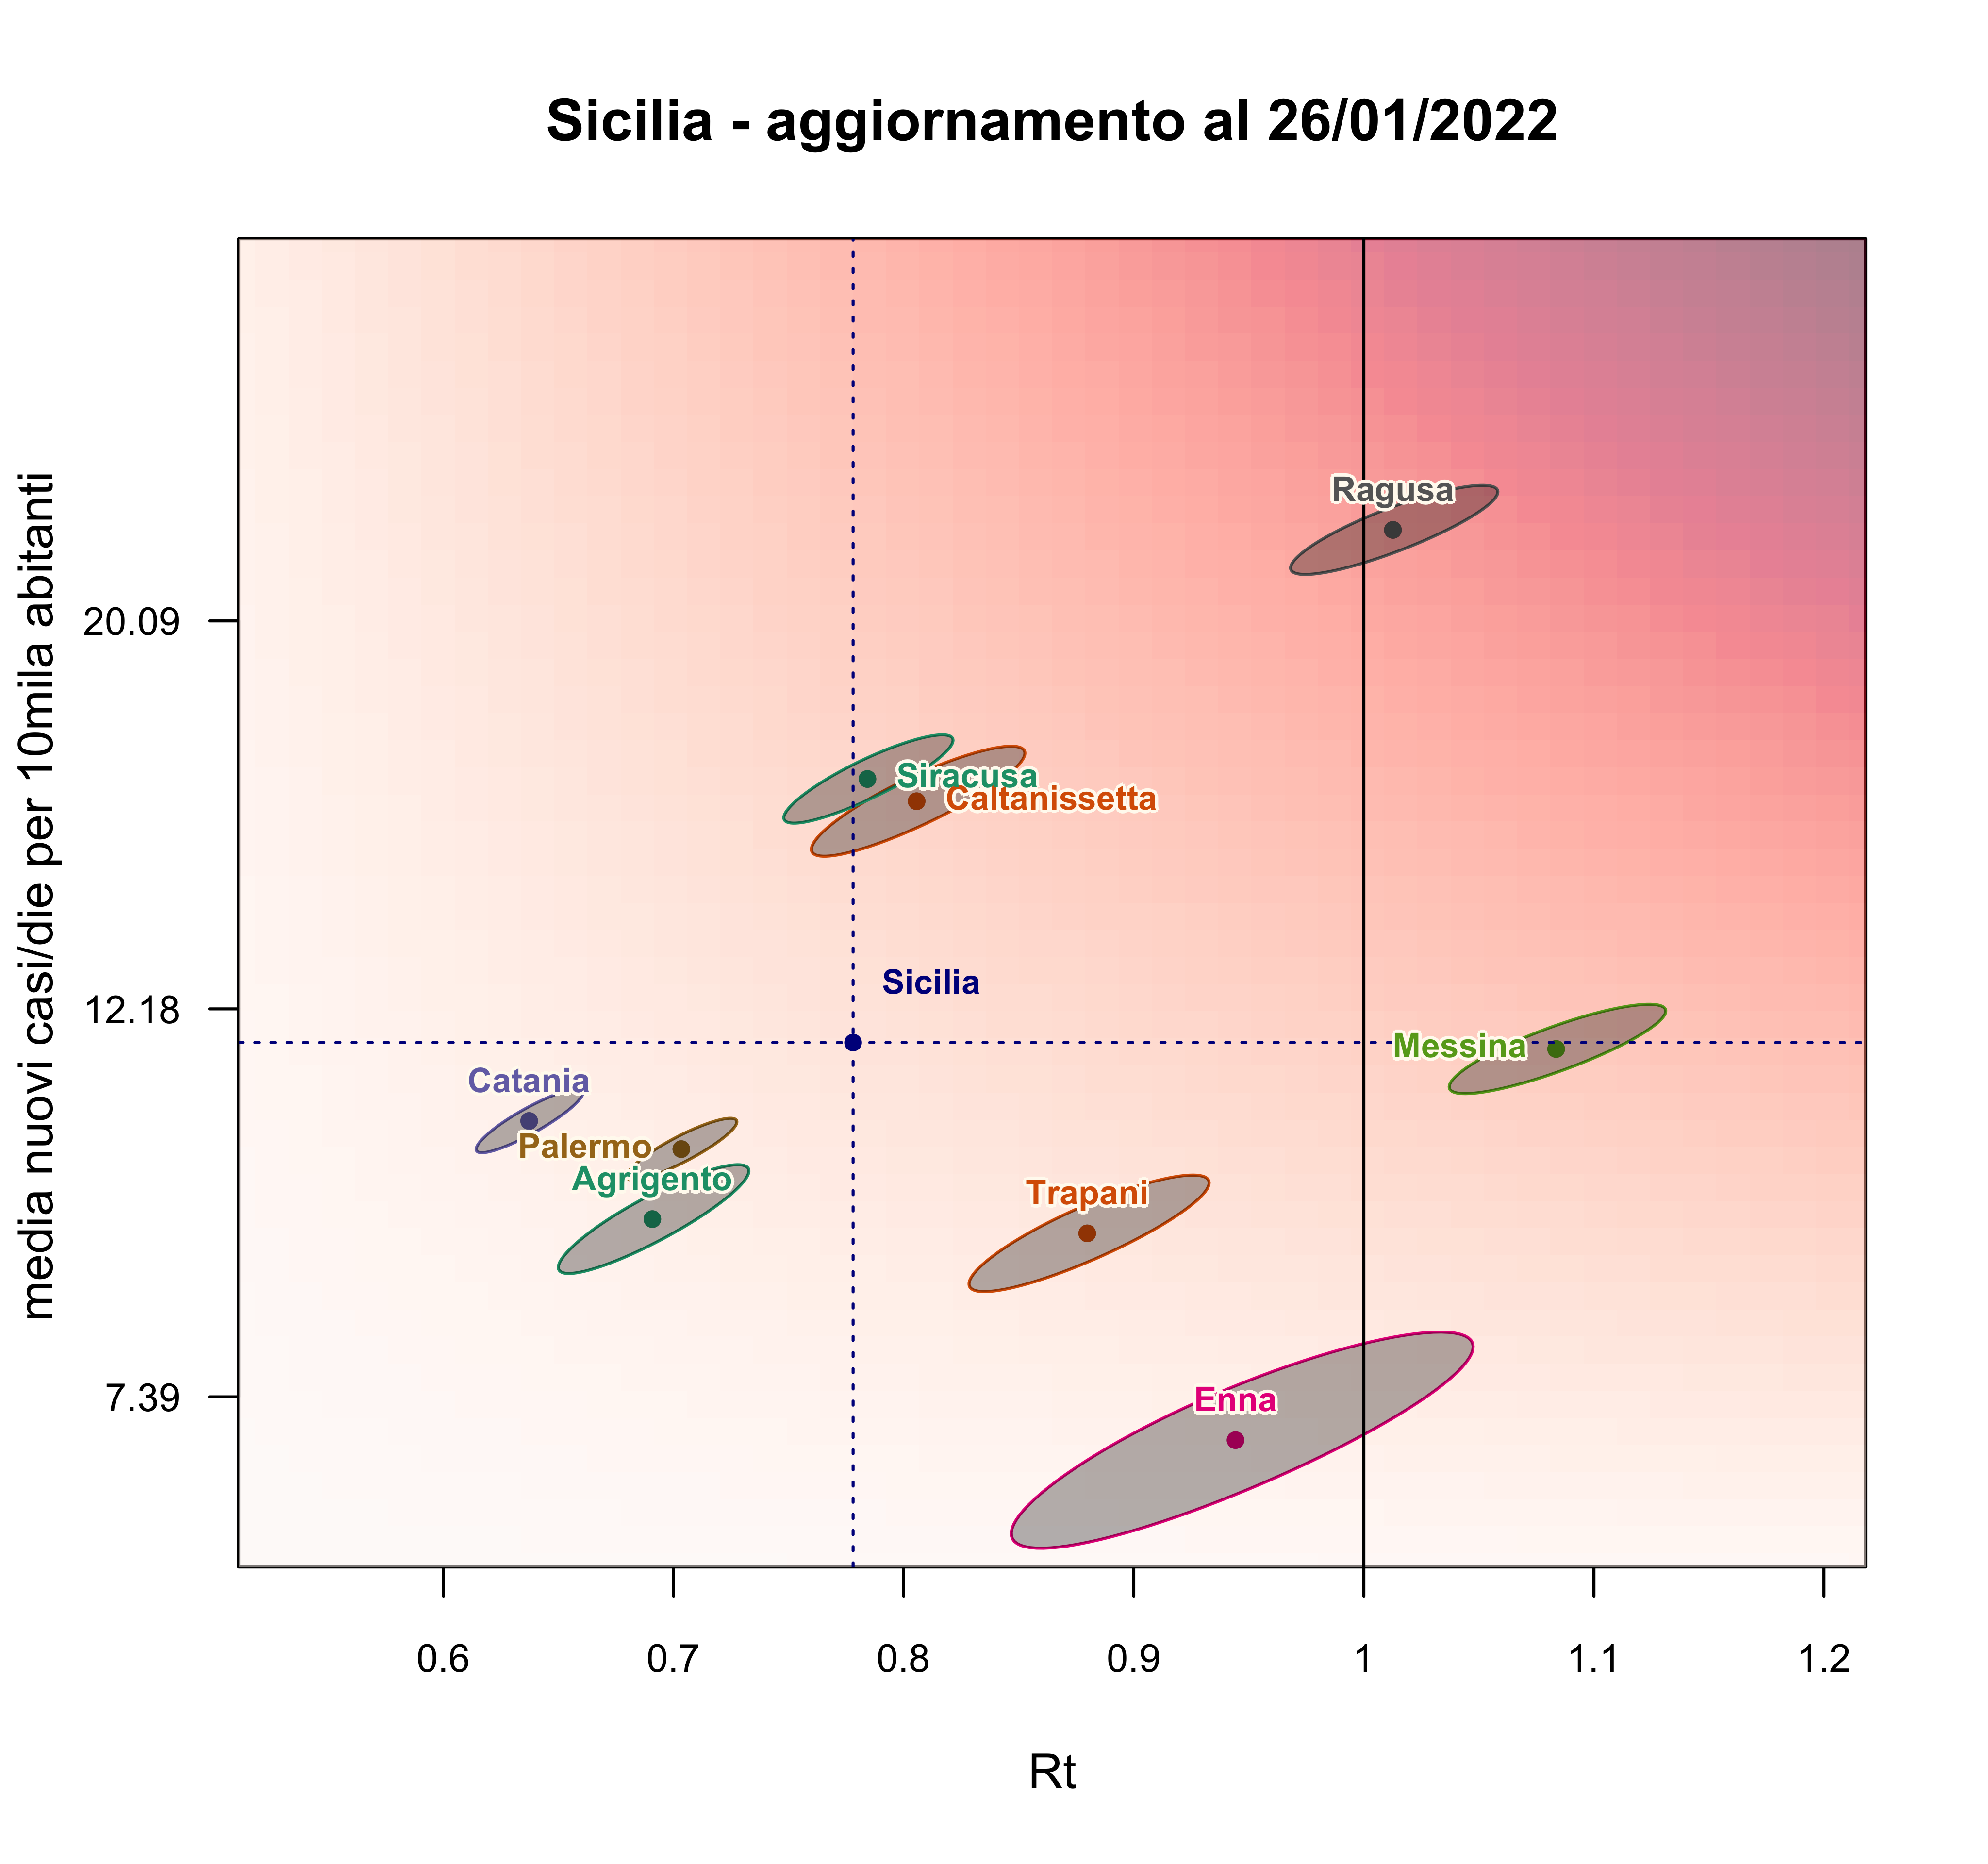 Sicilia - aggiornamento al 26/01/2022
media nuovi casi/die per 10mila abitanti
20.09
12.18
7.39
Ragusa
Siracusa
Caltanissetta
Sicilia
Messina
Catania
Palermo
Agrigento
Trapani
Enna
0.6 0.7 0.8 0.9 1 1.1 1.2
Rt